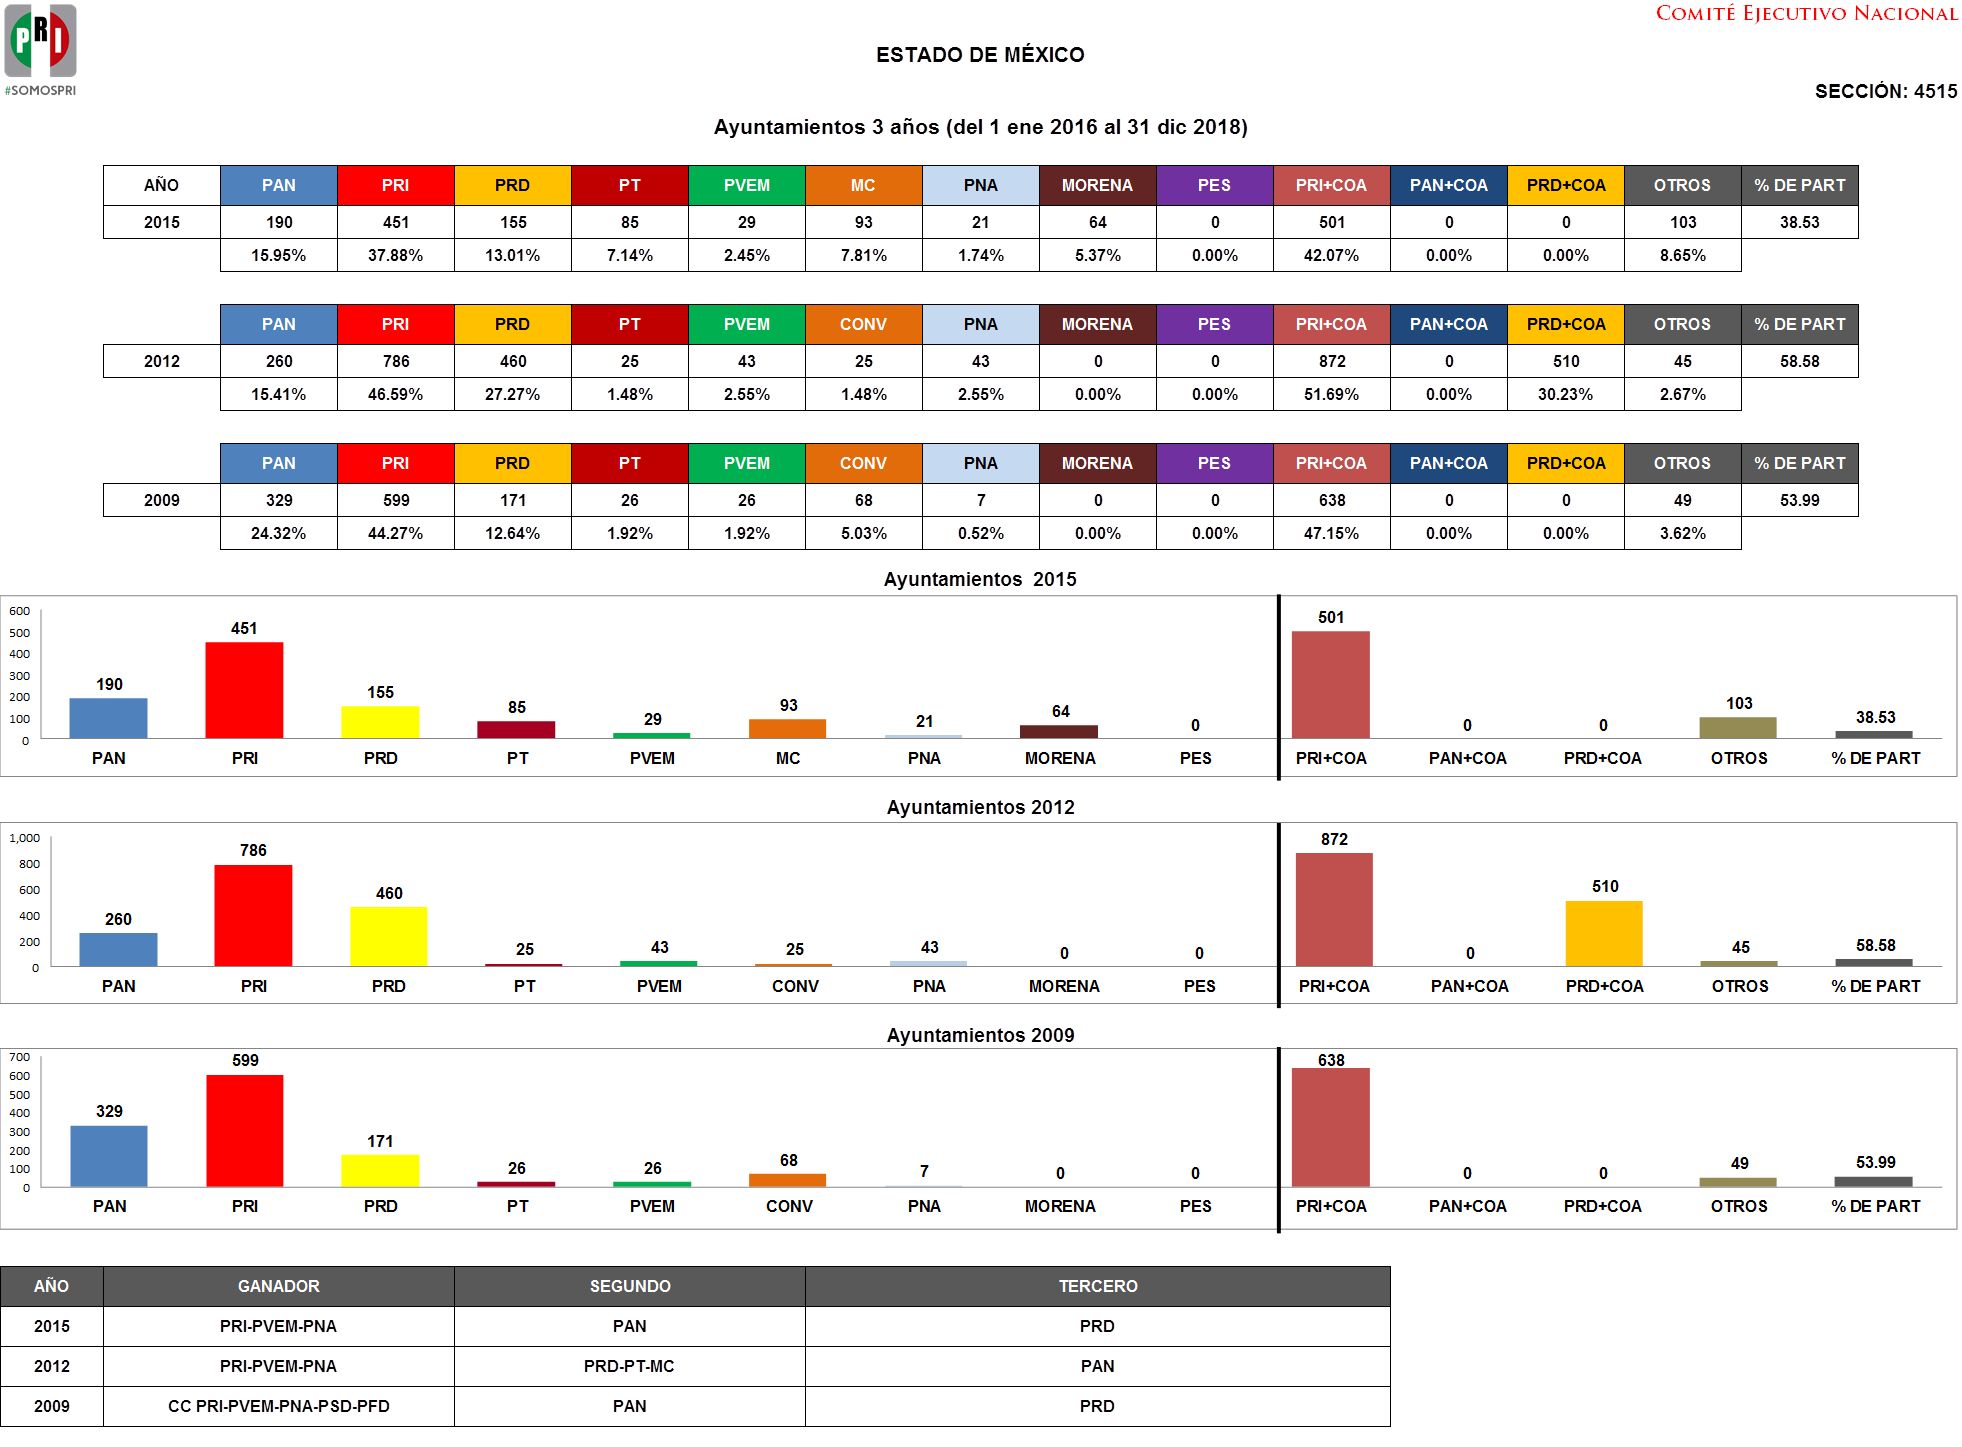 PRI
#SOMOSPRI
COMITÉ EJECUTIVO NACIONAL
ESTADO DE MÉXICO
SECCIÓN: 4515
Ayuntamientos 3 años (del 1 ene 2016 al 31 dic 2018)
AÑO PAN PRI PRD PT PVEM MC PNA MORENA PES PRI+COA PAN+COA PRD+COA OTROS % DE PART
2015 190 451 155 85 29 93 21 64 0 501 0 0 103 38.53
15.95% 37.88% 13.01% 7.14% 2.45% 7.81% 1.74% 5.37% 0.00% 42.07% 0.00% 0.00% 8.65%
PAN PRI PRD PT PVEM CONV PNA MORENA PES PRI+COA PAN+COA PRD+COA OTROS % DE PART
2012 260 786 460 25 43 25 43 0 0 872 0 510 45 58.58
15.41% 46.59% 27.27% 1.48% 2.55% 1.48% 2.55% 0.00% 0.00% 51.69% 0.00% 30.23% 2.67%
PAN PRI PRD PT PVEM CONV PNA MORENA PES PRI+COA PAN+COA PRD+COA OTROS % DE PART
2009 329 599 171 26 26 68 7 0 0 638 0 0 49 53.99
24.32% 44.27% 12.64% 1.92% 1.92% 5.03% 0.52% 0.00% 0.00% 47.15% 0.00% 0.00% 3.62%
Ayuntamientos 2015
600
500
400
300
200
100
0
190 451 155 85 29 93 21 64 0 501 0 0 103 38.53
PAN PRI PRD PT PVEM MC PNA MORENA PES PRI+COA PAN+COA PRD+COA OTROS % DE PART
Ayuntamientos 2012
1,000
800
600
400
200
0
260 786 460 25 43 25 43 0 0 872 0 510 45 58.58
PAN PRI PRD PT PVEM CONV PNA MORENA PES PRI+COA PAN+COA PRD+COA OTROS % DE PART
Ayuntamientos 2009
700
600
500
400
300
200
100
0
329 599 171 26 26 68 7 0 0 638 0 0 49 53.99
PAN PRI PRD PT PVEM CONV PNA MORENA PES PRI+COA PAN+COA PRD+COA OTROS % DE PART
AÑO GANADOR SEGUNDO TERCERO
2015 PRI-PVEM-PNA PAN PRD
2012 PRI-PVEM-PNA PRD-PT-MC PAN
2009 CC PRI-PVEM-PNA-PSD-PFD PAN PRD